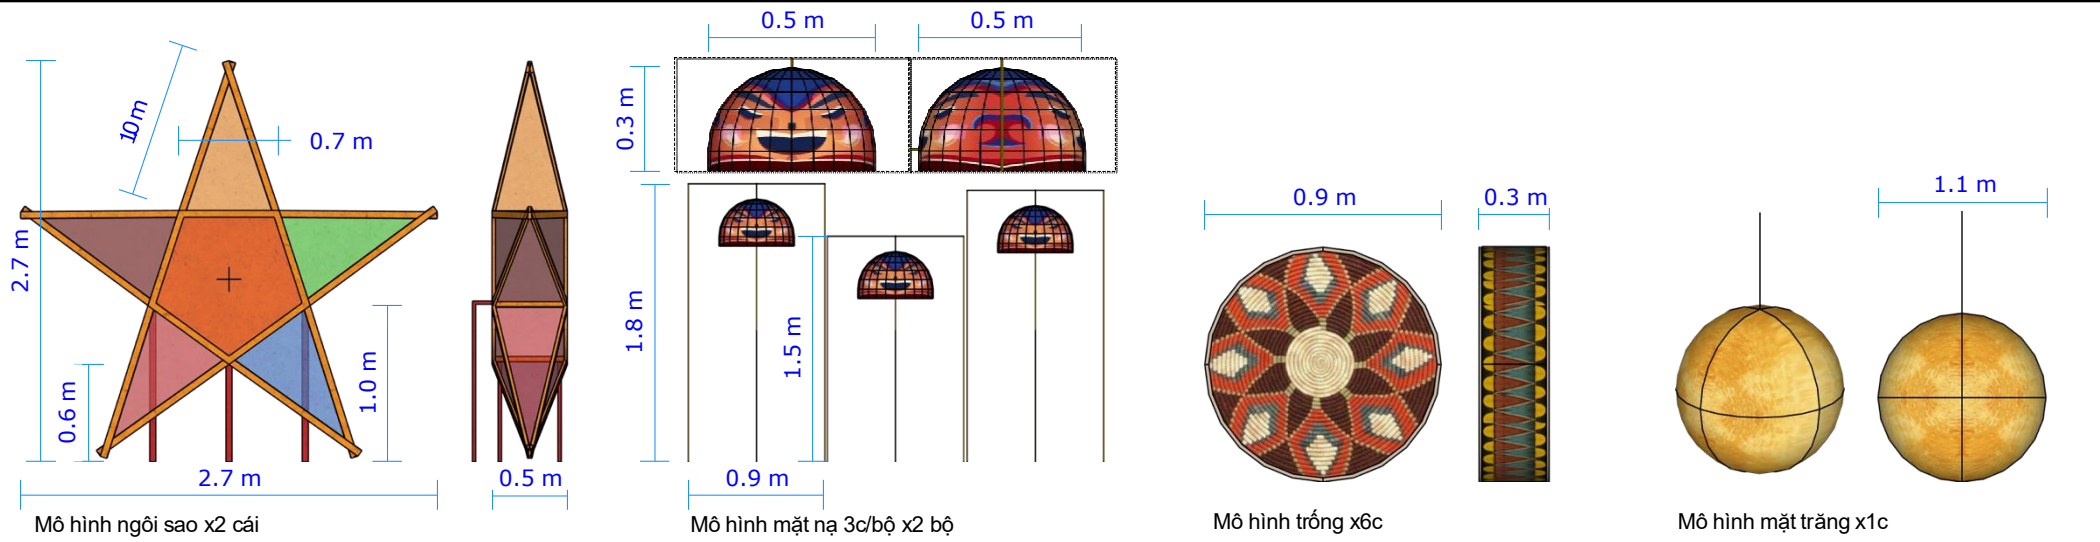 0.5 m
0.5 m
1.0 m
0.7 m
0.3 m
2.7 m
0.6 m
1.0 m
2.7 m
0.5 m
1.8 m
1.5 m
0.9 m
0.9 m
0.3 m
1.1 m
Mô hình ngôi sao x2 cái
Mô hình mặt nạ 3c/bộ x2 bộ
Mô hình trống x6c
Mô hình mặt trăng x1c